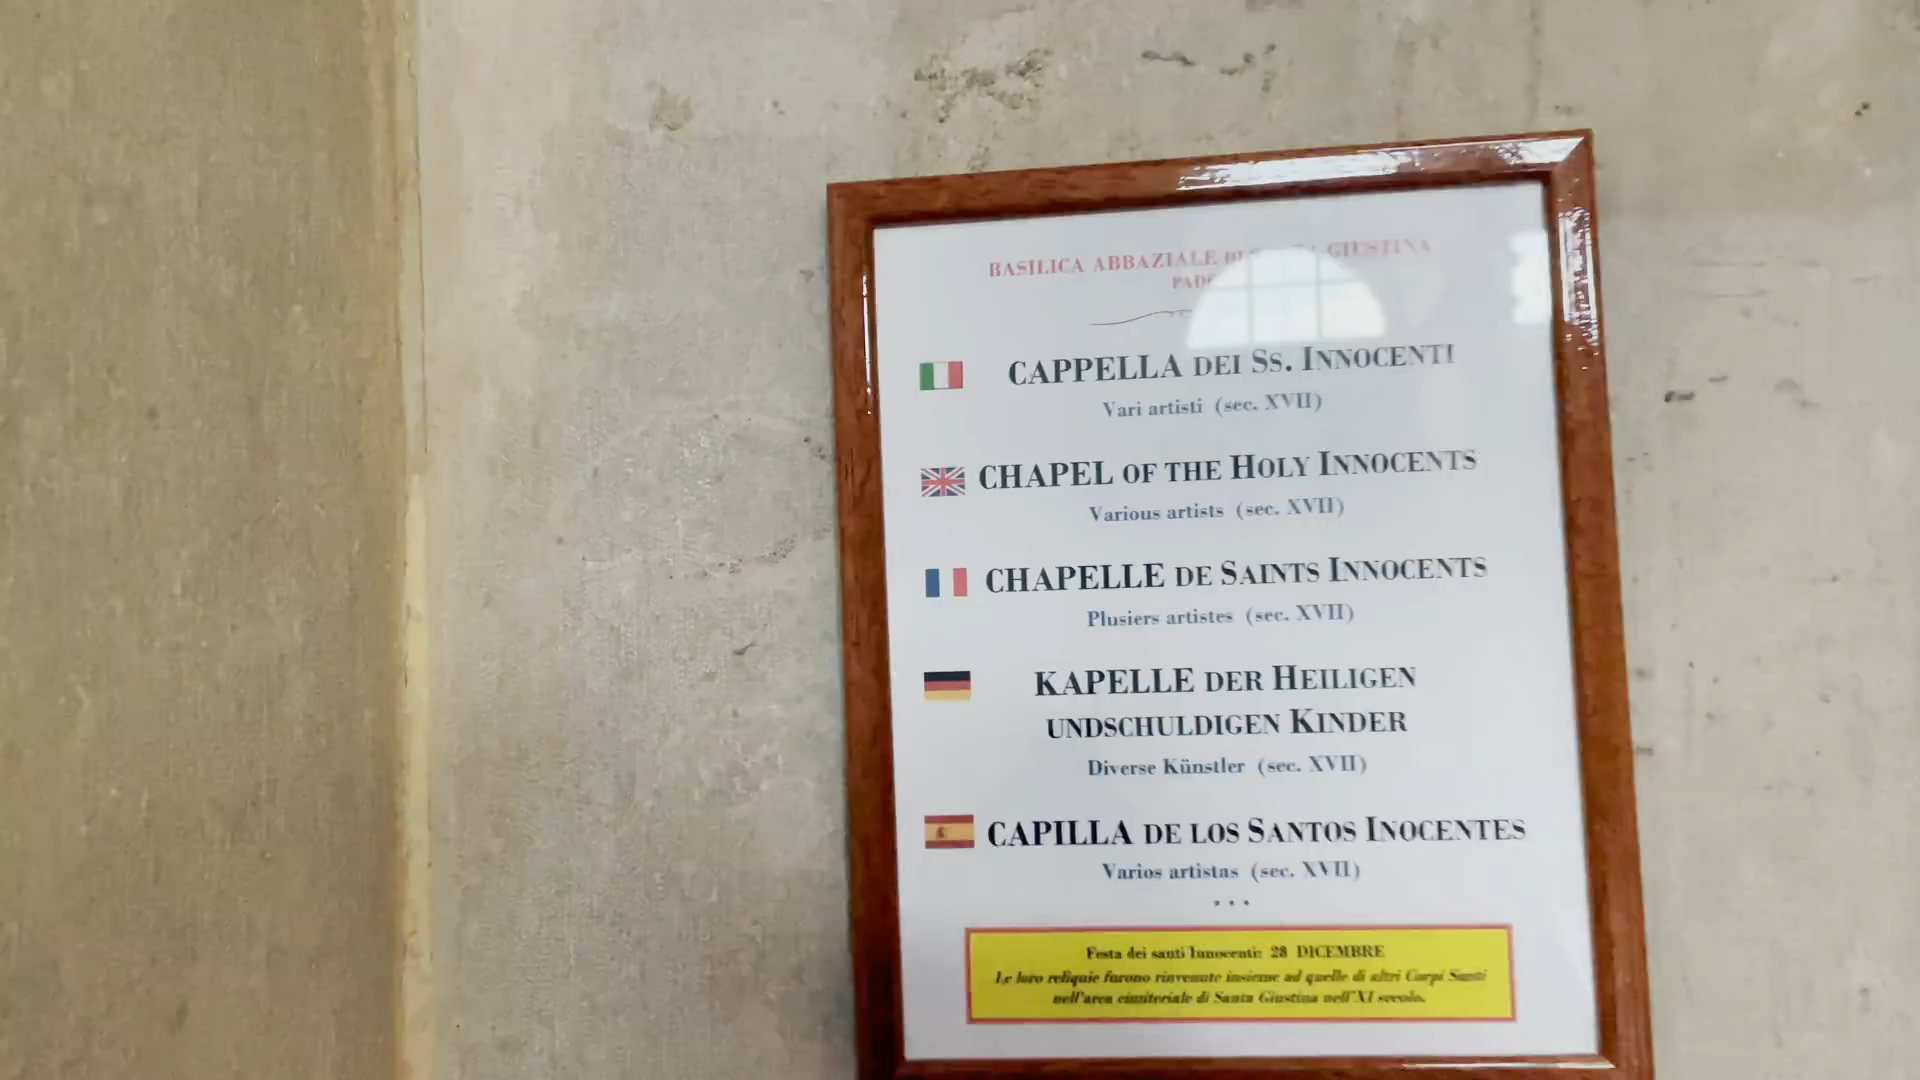 BASILICA ABBAZIALE DI GIUSTINA
CAPPELLA DEI SS. INNOCENTI
Vari artisti (sec. XVII)
CHAPEL OF THE HOLY INNOCENTS
Various artists (sec. XVII)
CHAPELLE DE SAINTS INNOCENTS
Plusiers artistes (sec. XVII)
KAPELLE DER HEILIGEN
UNDSCHULDIGEN KINDER
Diverse Künstler (sec. XVII)
CAPILLA DE LOS SANTOS INOCENTES
Varios artistas (sec. XVII)
• • •
Festa dei santi Innocenti: 28 DICEMBRE
Le loro reliquie furono rinvenute insieme ad quelle di altri Corpi Santi
nell'area cimiteriale di Santa Giustina nell'XI secolo.